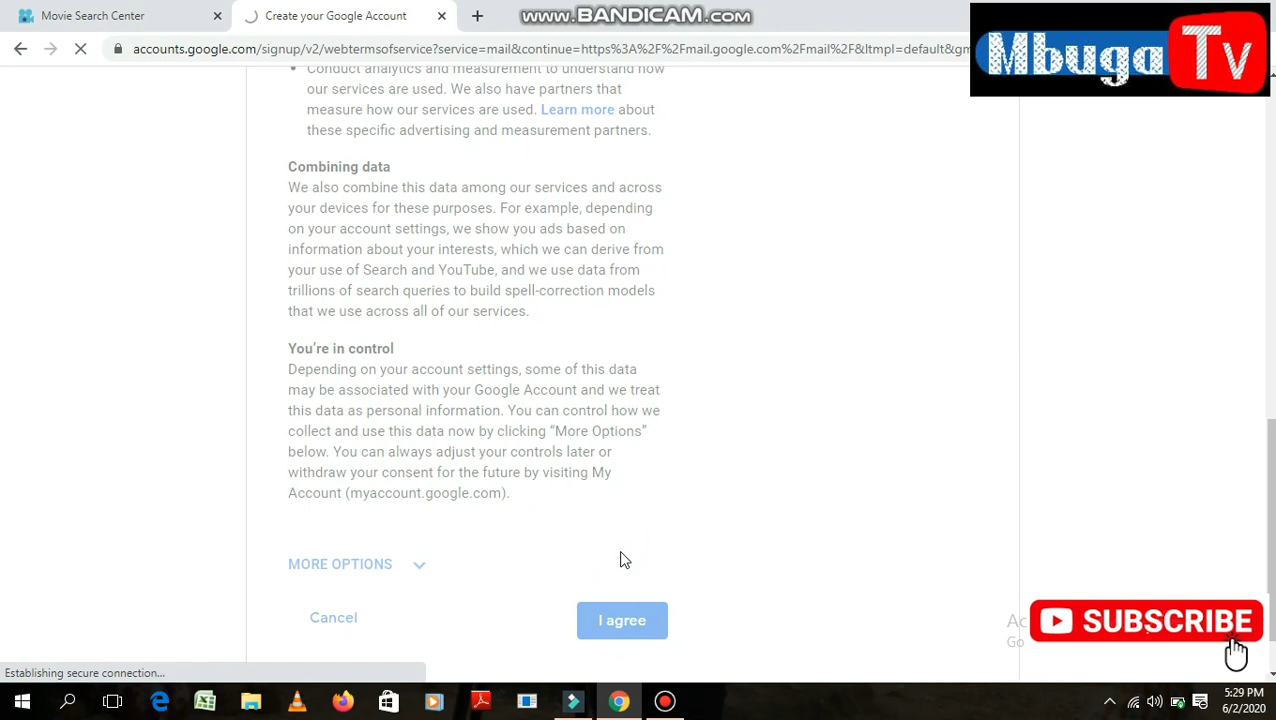 Movie Search Center
Create your Google Account
www.BANDICAM.com
accounts.google.com/signup/v2/webtermsofservice?service=mail&continue=https%3A%2F%2Fmail.google.com%2Fmail%2F&ltmpl=default&gm
Mbuga Tv
Conduct analytics and measurement to understand how
our services are used. We also have partners that
measure how our services are used. Learn more about
these specific advertising and measurement partners.
Combining data
We also combine this data among our services and across
your devices for these purposes. For example, depending
on your account settings, we show you ads based on
information about your interests, which we can derive from
your use of Search and YouTube, and we use data from
trillions of search queries to build spell-correction models
that we use across all of our services.
You’re in control
Depending on your account settings, some of this data
may be associated with your Google Account and we treat
this data as personal information. You can control how we
collect and use this data now by clicking “More Options”
below. You can always adjust your controls later or
withdraw your consent for the future by visiting My
Account (myaccount.google.com).
MORE OPTIONS
Cancel
I agree
Ac
Go
SUBSCRIBE
Establishing secure connection...
5:29 PM
6/2/2020